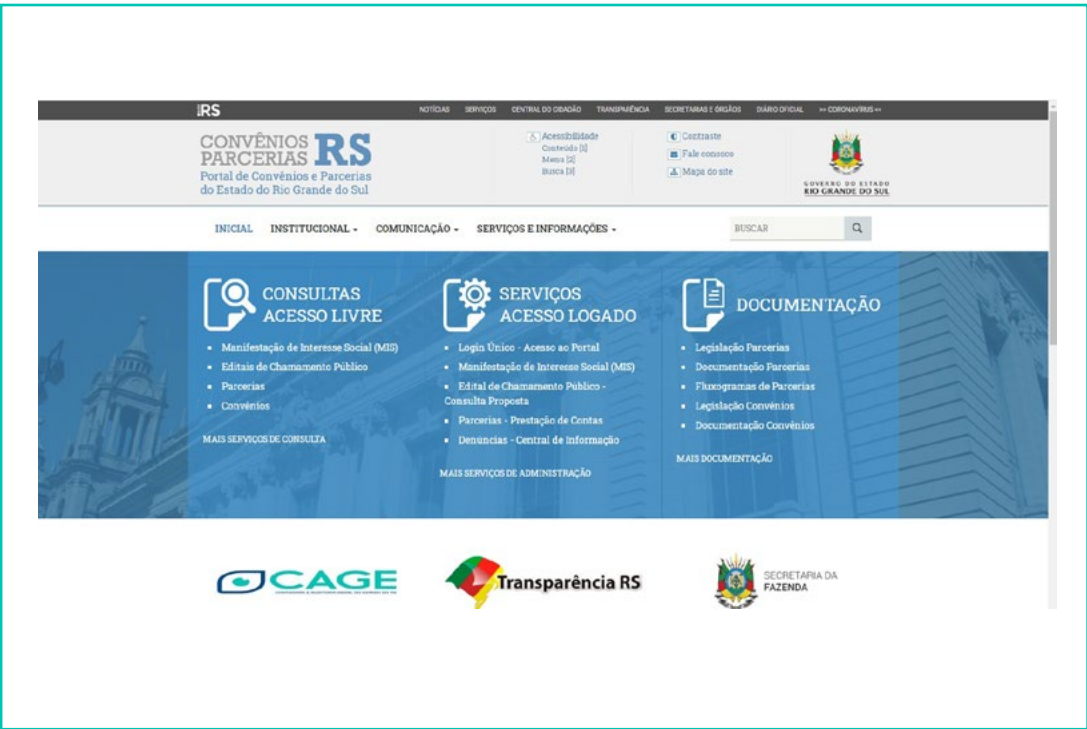 RS
NOTÍCIAS SERVIÇOS CENTRAL DO CIDADÃO TRANSPARÊNCIA SECRETARIAS E ÓRGÃOS DIÁRIO OFICIAL »» CORONAVÍRUS ««
CONVÊNIOS
PARCERIAS RS
Portal de Convênios e Parcerias
do Estado do Rio Grande do Sul
Acessibilidade
Conteúdo [1]
Menu [2]
Busca [3]
Contraste
Fale conosco
Mapa do site
GOVERNO DO ESTADO
RIO GRANDE DO SUL
INICIAL INSTITUCIONAL COMUNICAÇÃO SERVIÇOS E INFORMAÇÕES BUSCAR
CONSULTAS
ACESSO LIVRE
Manifestação de Interesse Social (MIS)
Editais de Chamamento Público
Parcerias
Convênios
MAIS SERVIÇOS DE CONSULTA
SERVIÇOS
ACESSO LOGADO
Login Único - Acesso ao Portal
Manifestação de Interesse Social (MIS)
Edital de Chamamento Público -
Consulta Proposta
Parcerias - Prestação de Contas
Denúncias - Central de Informação
MAIS SERVIÇOS DE ADMINISTRAÇÃO
DOCUMENTAÇÃO
Legislação Parcerias
Documentação Parcerias
Fluxogramas de Parcerias
Legislação Convênios
Documentação Convênios
MAIS DOCUMENTAÇÃO
CAGE
Transparência RS
SECRETARIA DA
FAZENDA